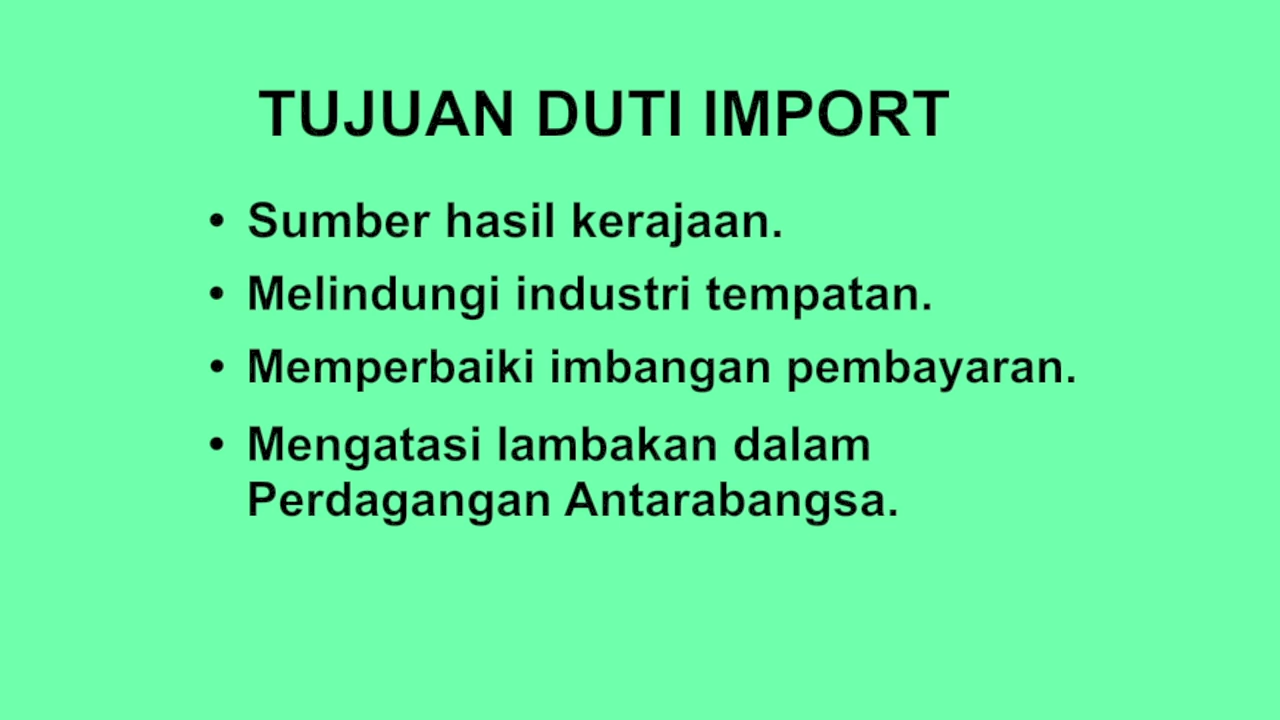 TUJUAN DUTI IMPORT
• Sumber hasil kerajaan.
• Melindungi industri tempatan.
• Memperbaiki imbangan pembayaran.
• Mengatasi lambakan dalam
Perdagangan Antarabangsa.